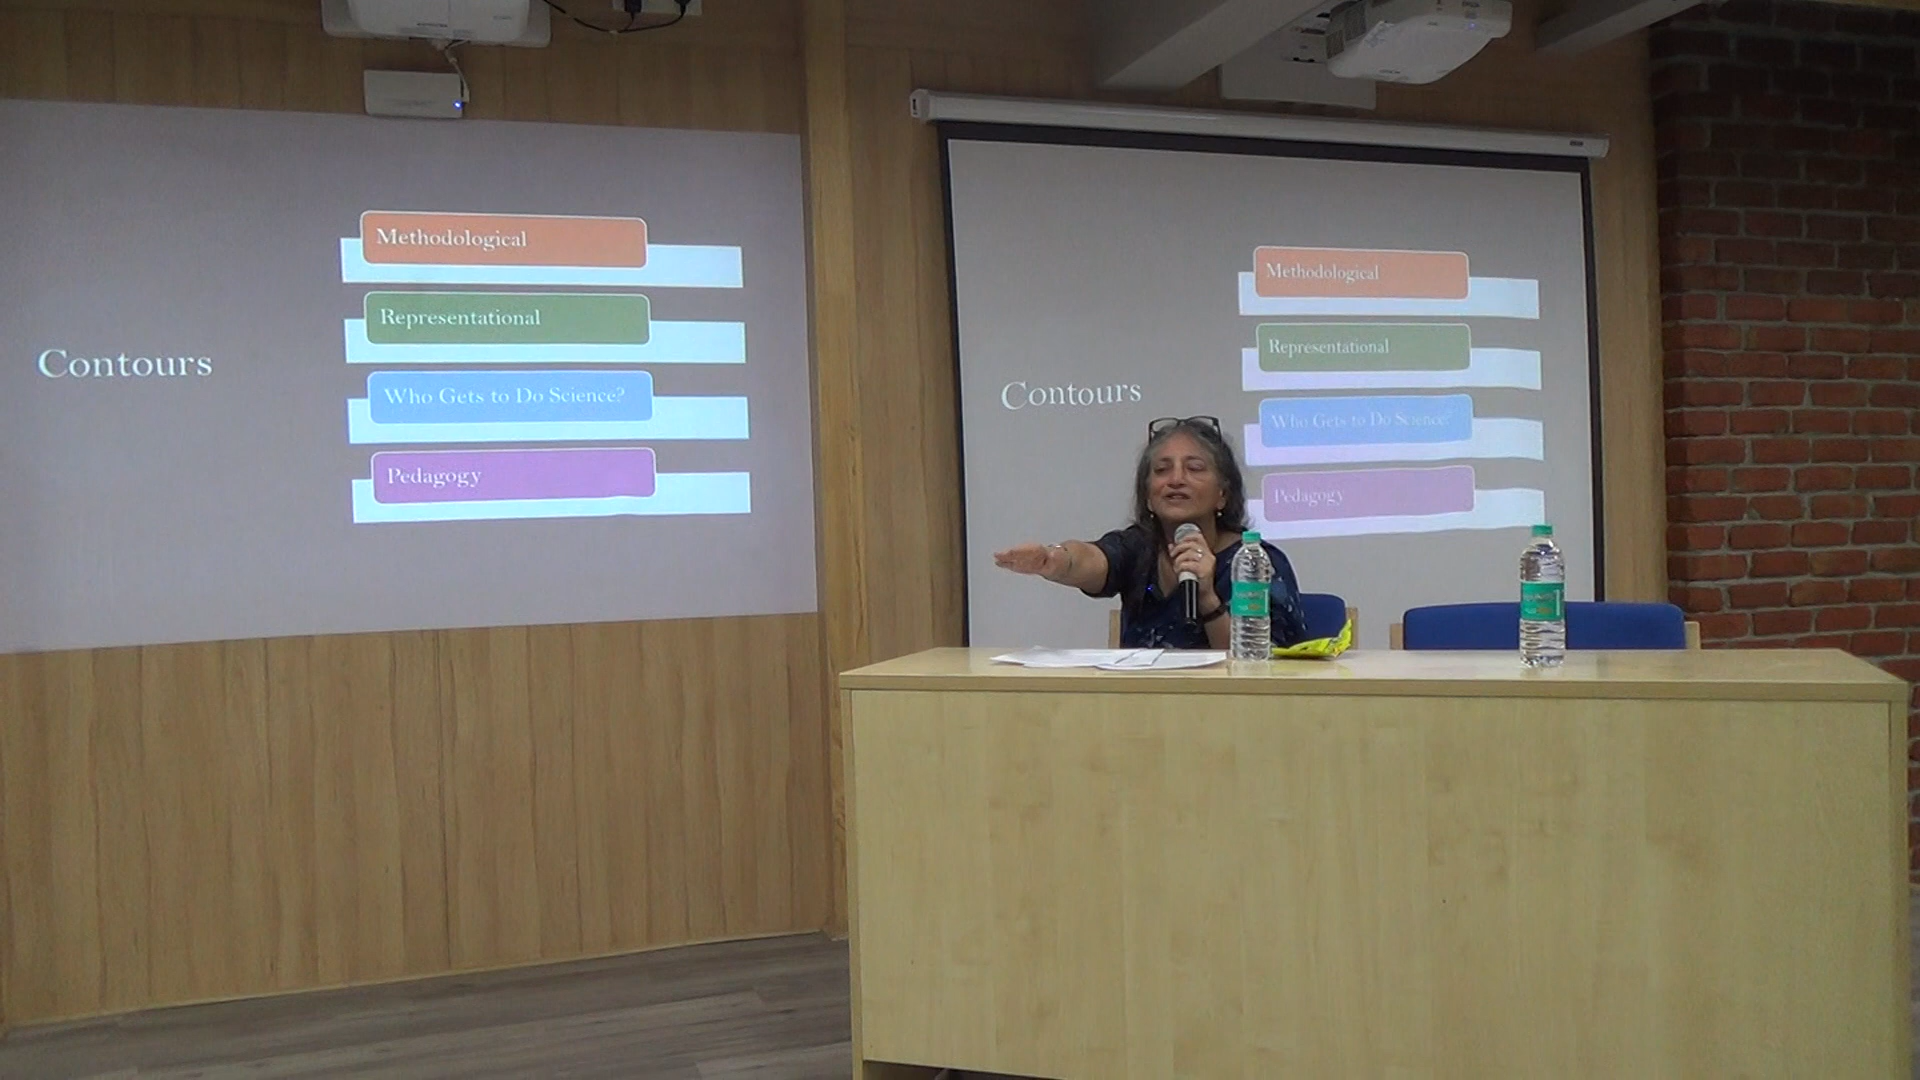 Contours
Methodological
Representational
Who Gets to Do Science?
Pedagogy
Contours
Methodological
Representational
Who Gets to Do Science?
Pedagogy